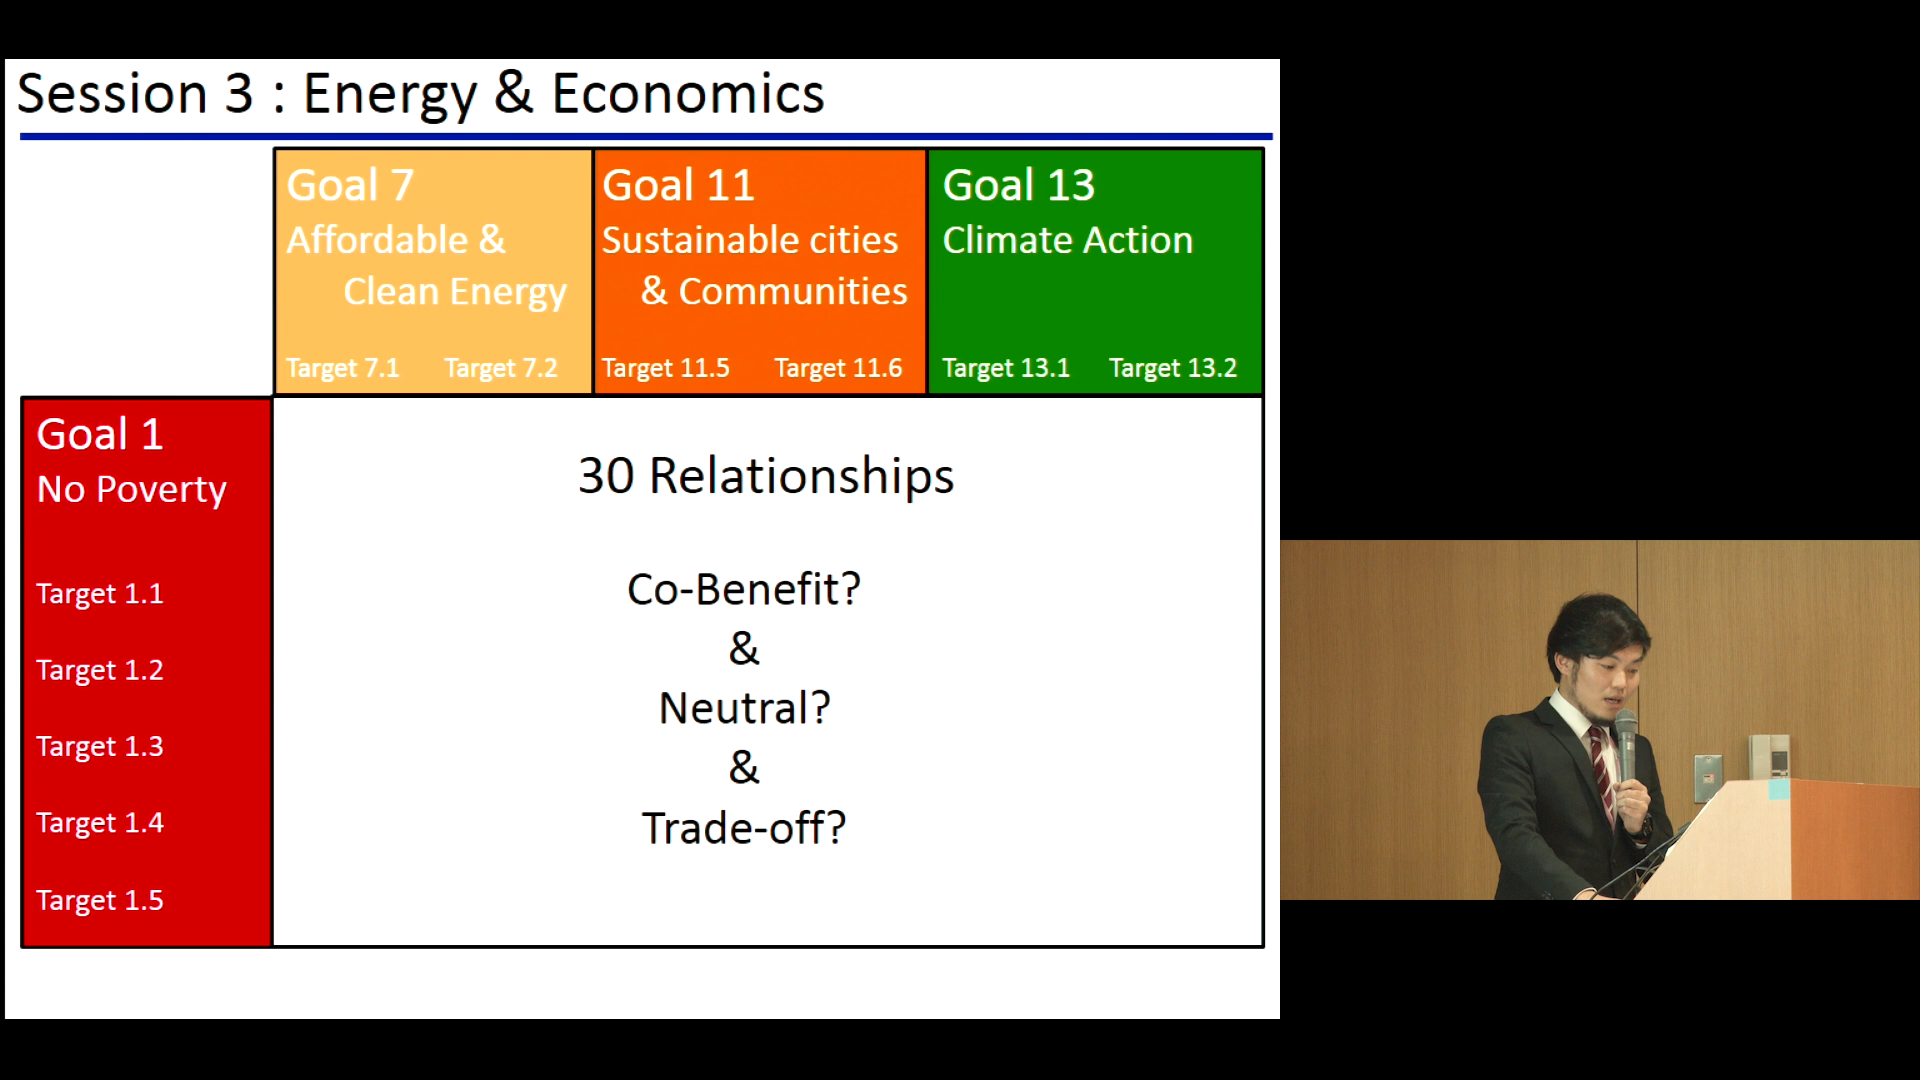 Session 3 : Energy & Economics
Goal 7
Affordable &
Clean Energy
Target 7.1 Target 7.2
Goal 11
Sustainable cities
& Communities
Target 11.5 Target 11.6
Goal 13
Climate Action
Target 13.1 Target 13.2
Goal 1
No Poverty
Target 1.1
Target 1.2
Target 1.3
Target 1.4
Target 1.5
30 Relationships
Co-Benefit?
&
Neutral?
&
Trade-off?